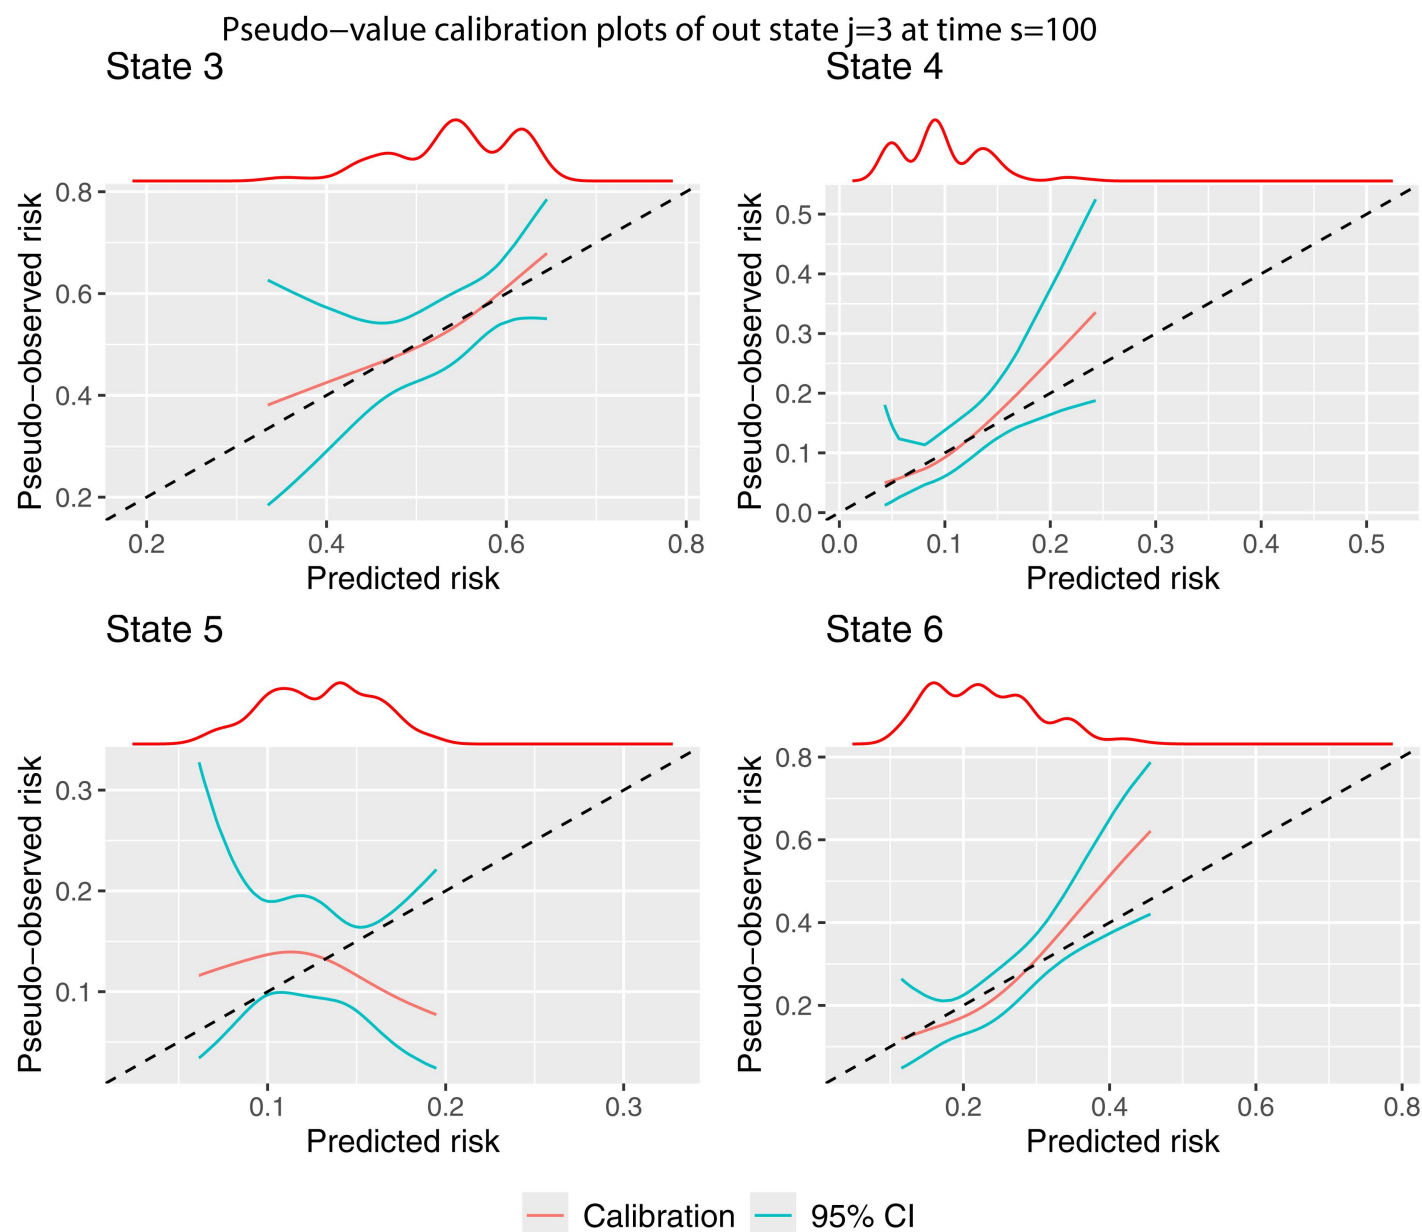 Pseudo−value calibration plots of out state j=3 at time s=100
State 3
Pseudo−observed risk
0.8
0.6
0.4
0.2
0.2 0.4 0.6 0.8
Predicted risk
State 4
Pseudo−observed risk
0.5
0.4
0.3
0.2
0.1
0.0
0.0 0.1 0.2 0.3 0.4 0.5
Predicted risk
State 5
Pseudo−observed risk
0.3
0.2
0.1
0.1 0.2 0.3
Predicted risk
State 6
Pseudo−observed risk
0.8
0.6
0.4
0.2
0.2 0.4 0.6 0.8
Predicted risk
Calibration 95% CI